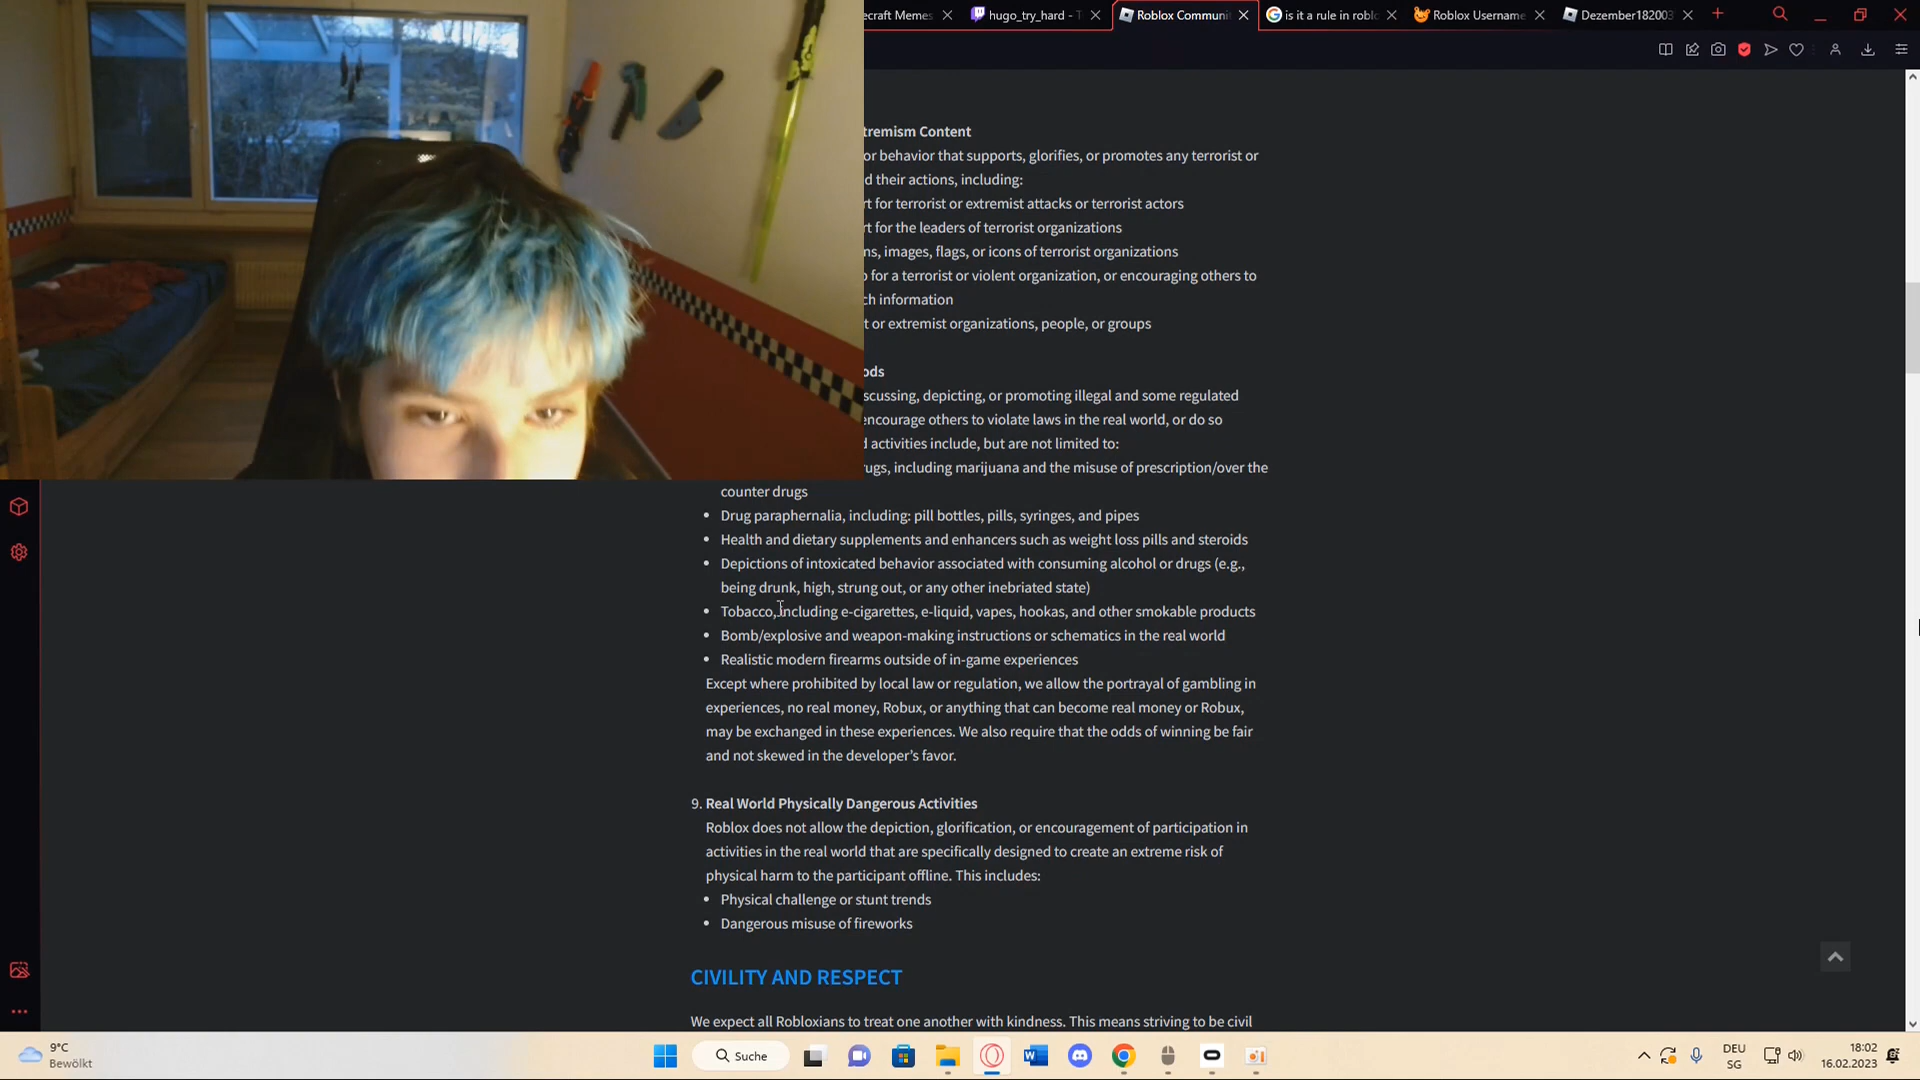 ecraft Memes
hugo_try_hard - T
Roblox Communi
is it a rule in roblo
Roblox Username
Dezember182003
tremism Content
or behavior that supports, glorifies, or promotes any terrorist or
d their actions, including:
rt for terrorist or extremist attacks or terrorist actors
rt for the leaders of terrorist organizations
ns, images, flags, or icons of terrorist organizations
o for a terrorist or violent organization, or encouraging others to
ch information
t or extremist organizations, people, or groups
ods
scussing, depicting, or promoting illegal and some regulated
encourage others to violate laws in the real world, or do so
d activities include, but are not limited to:
rugs, including marijuana and the misuse of prescription/over the
counter drugs
• Drug paraphernalia, including: pill bottles, pills, syringes, and pipes
• Health and dietary supplements and enhancers such as weight loss pills and steroids
• Depictions of intoxicated behavior associated with consuming alcohol or drugs (e.g.,
being drunk, high, strung out, or any other inebriated state)
• Tobacco, including e-cigarettes, e-liquid, vapes, hookas, and other smokable products
• Bomb/explosive and weapon-making instructions or schematics in the real world
• Realistic modern firearms outside of in-game experiences
Except where prohibited by local law or regulation, we allow the portrayal of gambling in
experiences, no real money, Robux, or anything that can become real money or Robux,
may be exchanged in these experiences. We also require that the odds of winning be fair
and not skewed in the developer’s favor.
9. Real World Physically Dangerous Activities
Roblox does not allow the depiction, glorification, or encouragement of participation in
activities in the real world that are specifically designed to create an extreme risk of
physical harm to the participant offline. This includes:
• Physical challenge or stunt trends
• Dangerous misuse of fireworks
CIVILITY AND RESPECT
We expect all Robloxians to treat one another with kindness. This means striving to be civil
9°C
Bewölkt
Suche
DEU
SG
18:02
16.02.2023